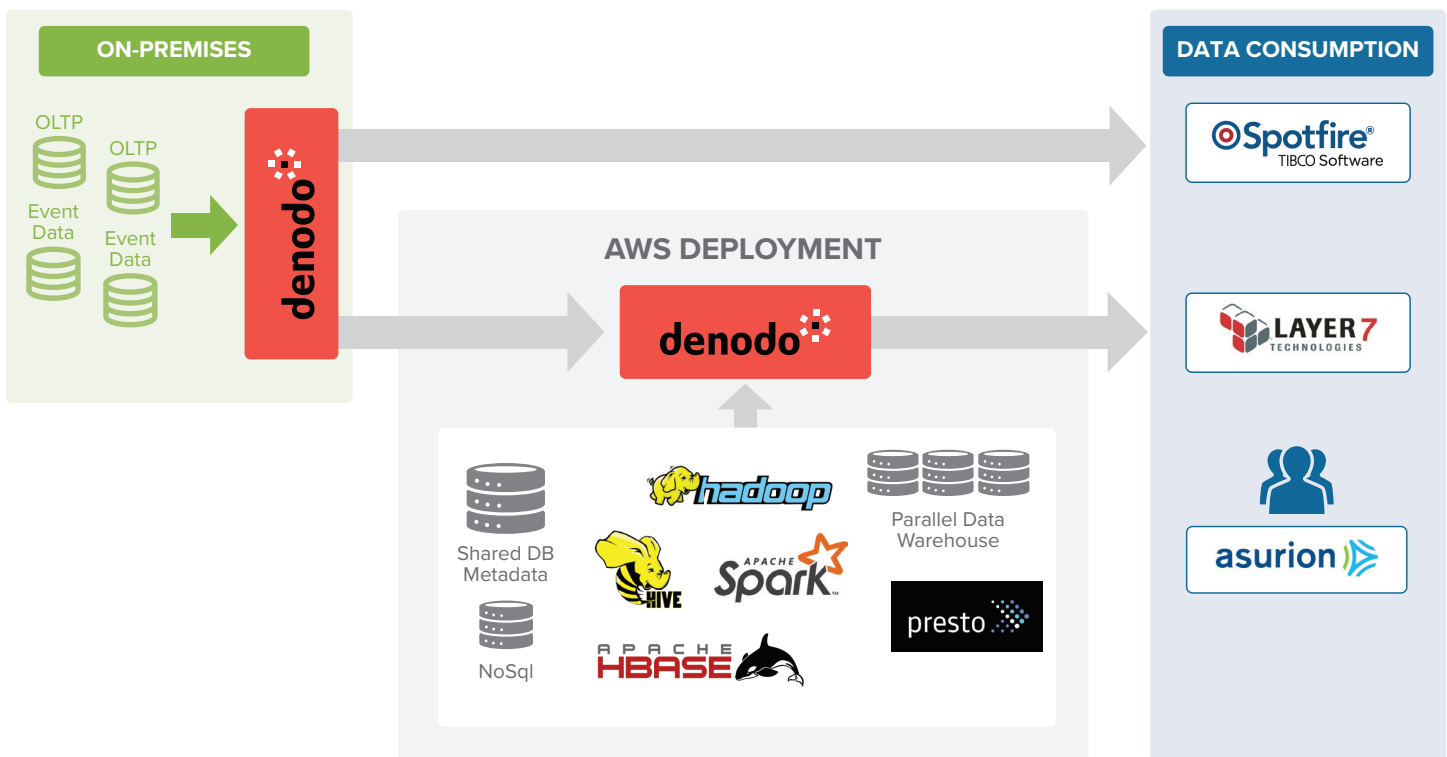 ON-PREMISES
OLTP
OLTP
Event
Data
Event
Data
denodo
AWS DEPLOYMENT
denodo
Shared DB
Metadata
NoSql
hadoop
HIVE
APACHE
Spark™
APACHE
HBASE
Parallel Data
Warehouse
presto
DATA CONSUMPTION
Spotfire®
TIBCO Software
LAYER 7
TECHNOLOGIES
asurion